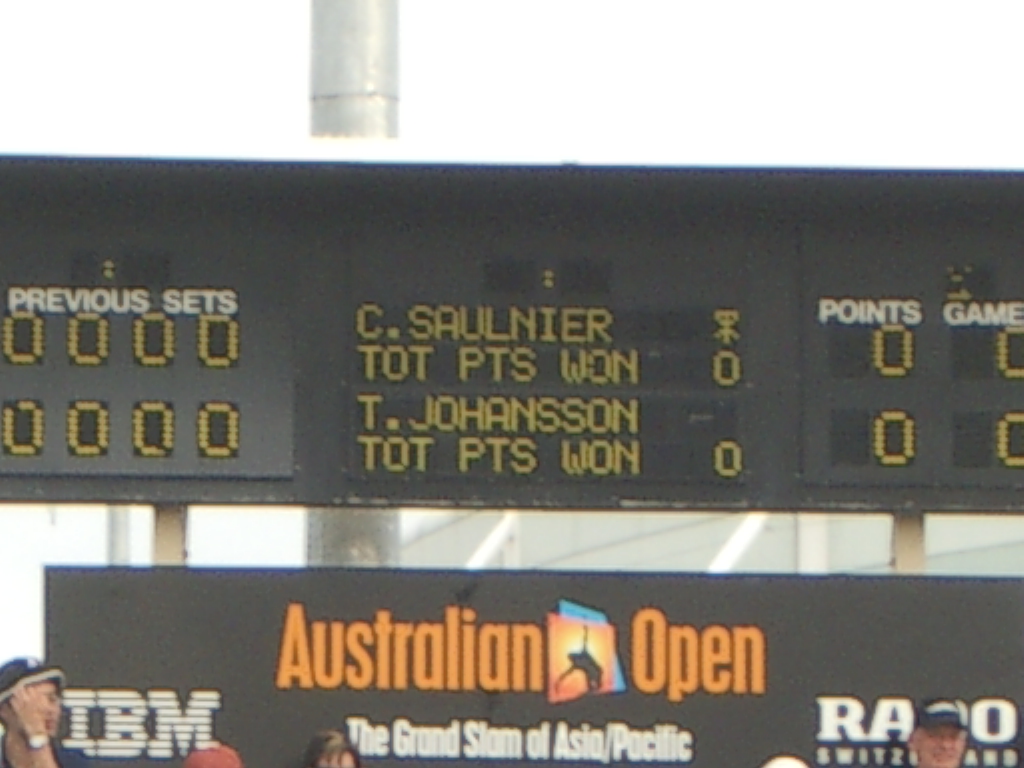 PREVIOUS SETS
0 0 0 0
0 0 0 0
C.SAULNIER
TOT PTS WON 0
T.JOHANSSON
TOT PTS WON 0
POINTS GAME
0 0
0 0
Australian Open
The Grand Slam of Asia/Pacific
IBM